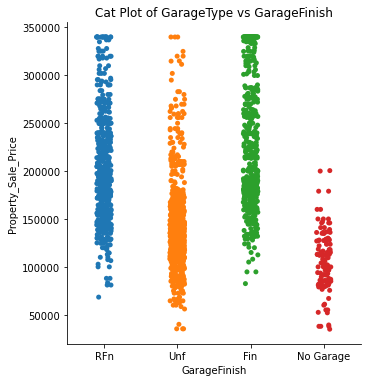 Cat Plot of GarageType vs GarageFinish
350000
300000
250000
200000
150000
100000
50000
Property_Sale_Price
RFn Unf Fin No Garage
GarageFinish